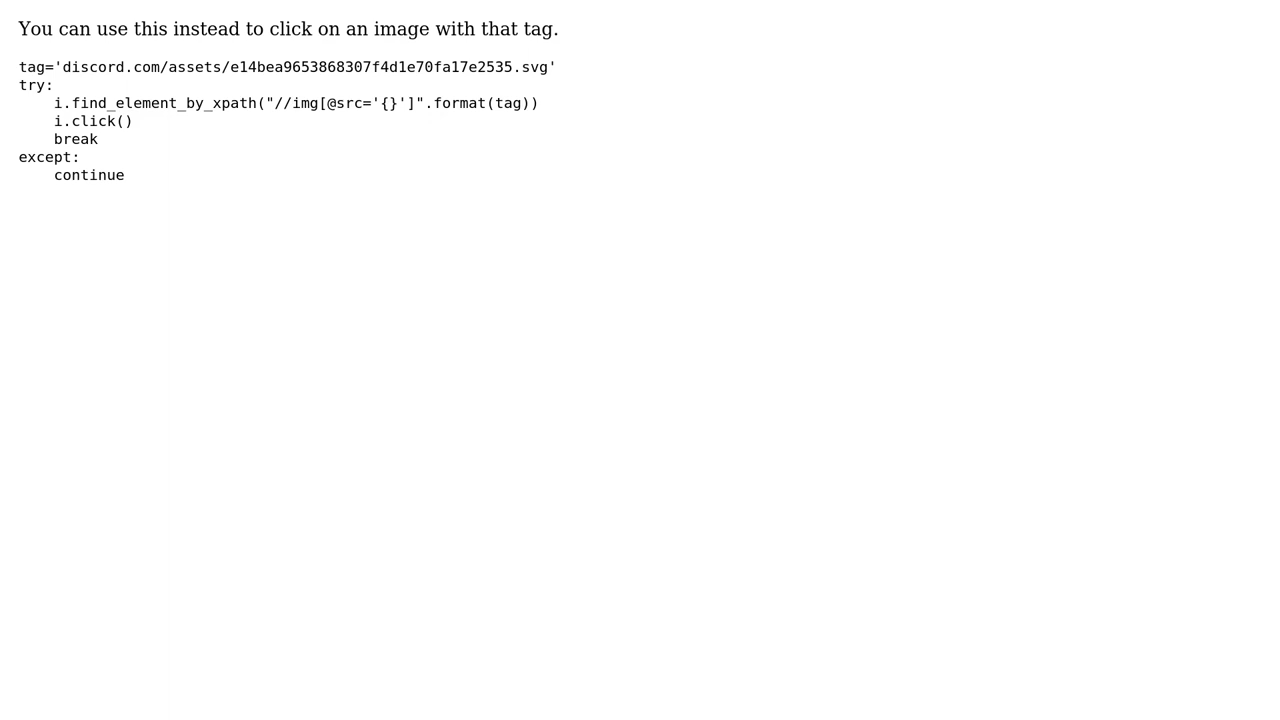 You can use this instead to click on an image with that tag.
tag='discord.com/assets/e14bea9653868307f4d1e70fa17e2535.svg'
try:
    i.find_element_by_xpath("//img[@src='{}']".format(tag))
    i.click()
    break
except:
    continue